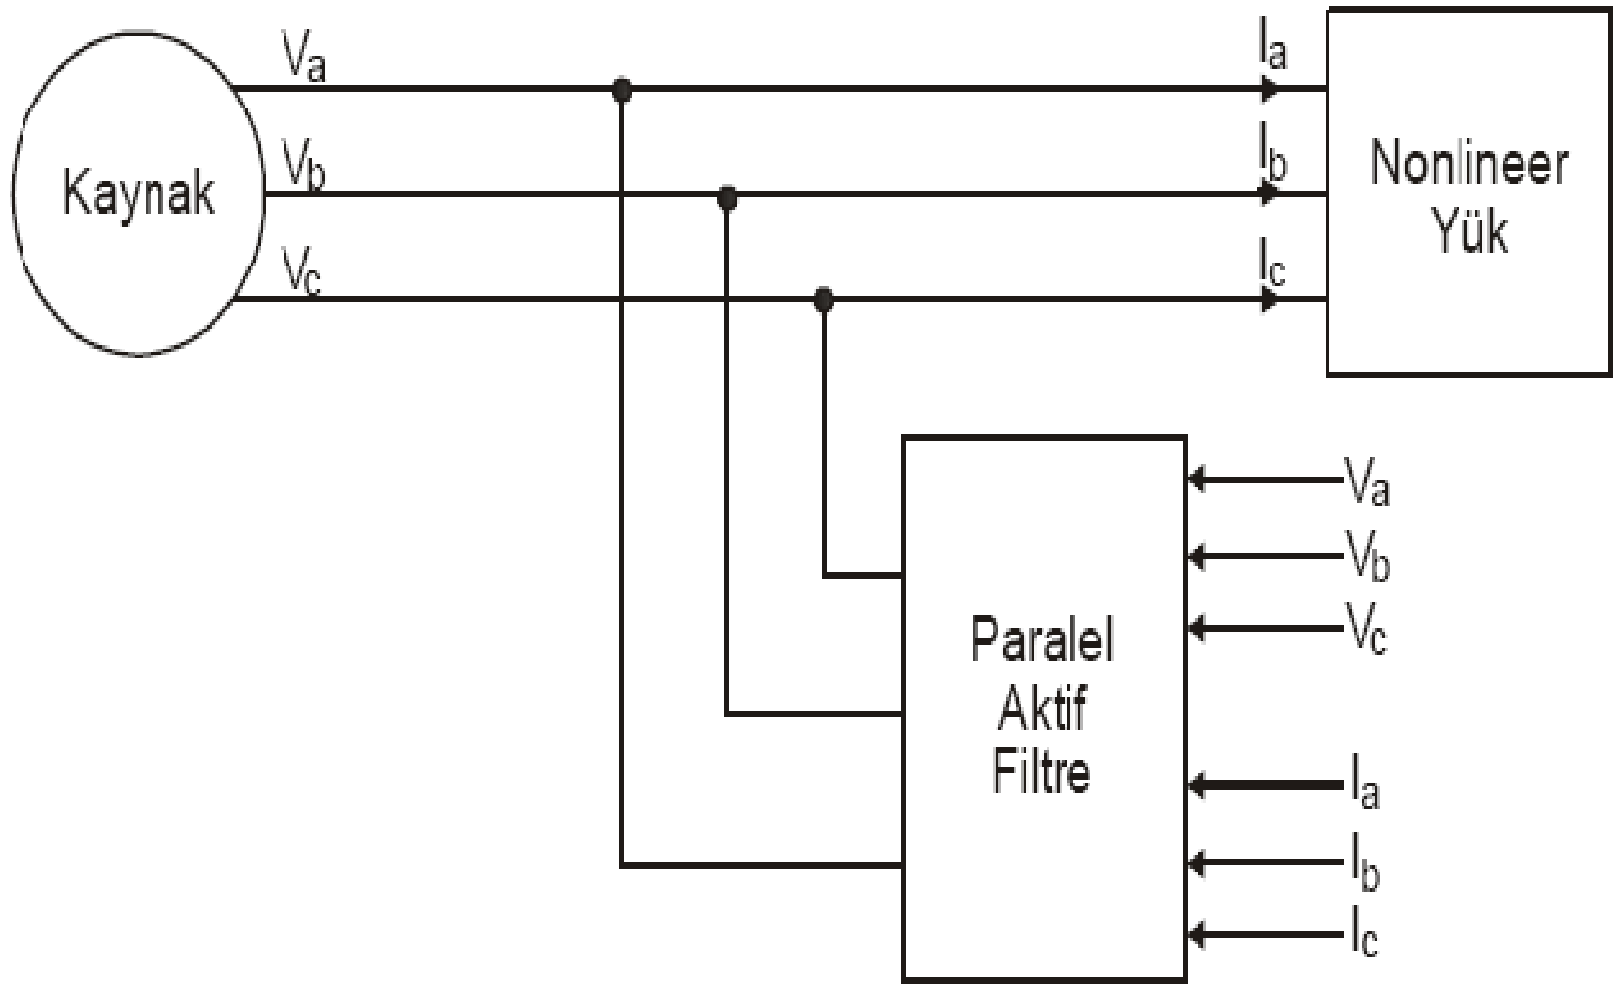 Va
Ia
Vb
Ib
Kaynak
Nonlineer
Yük
Vc
Ic
Va
Vb
Vc
Paralel
Aktif
Filtre
Ia
Ib
Ic